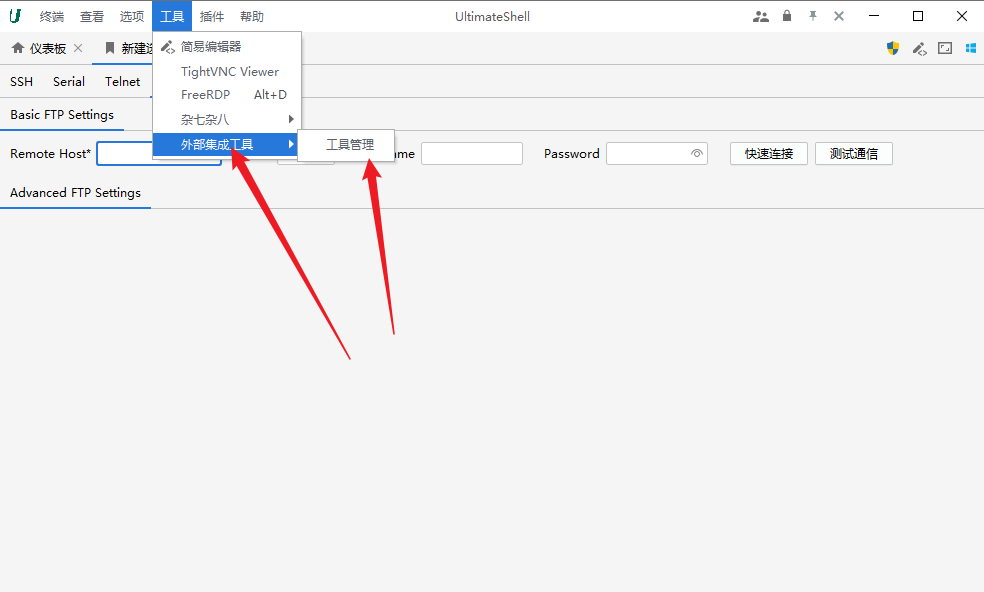 终端 查看 选项 工具 插件 帮助 UltimateShell
仪表板 新建
简易编辑器
SSH Serial Telnet TightVNC Viewer
FreeRDP Alt+D
Basic FTP Settings 杂七杂八
外部集成工具 工具管理
Remote Host* me Password 快速连接 测试通信
Advanced FTP Settings